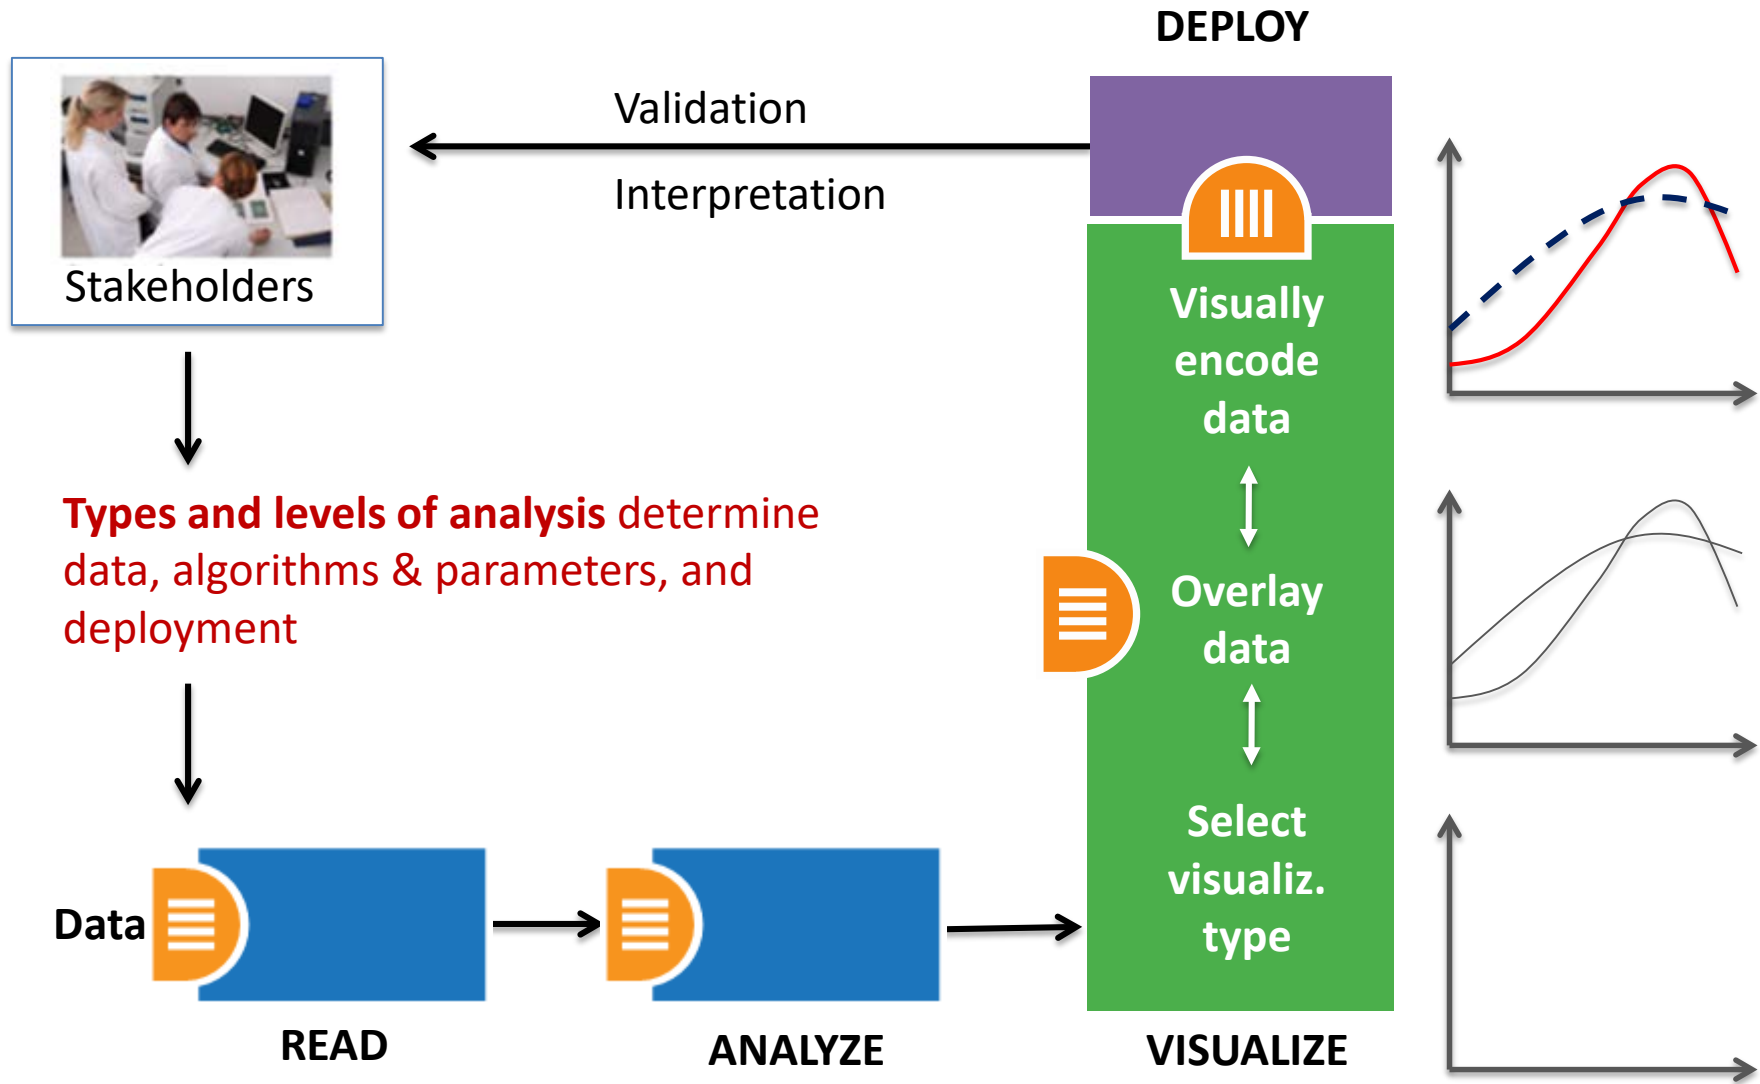 DEPLOY
Validation
Interpretation
Stakeholders
Visually
encode
data
Types and levels of analysis determine
data, algorithms & parameters, and
deployment
Overlay
data
Select
visualiz.
type
Data
READ
ANALYZE
VISUALIZE